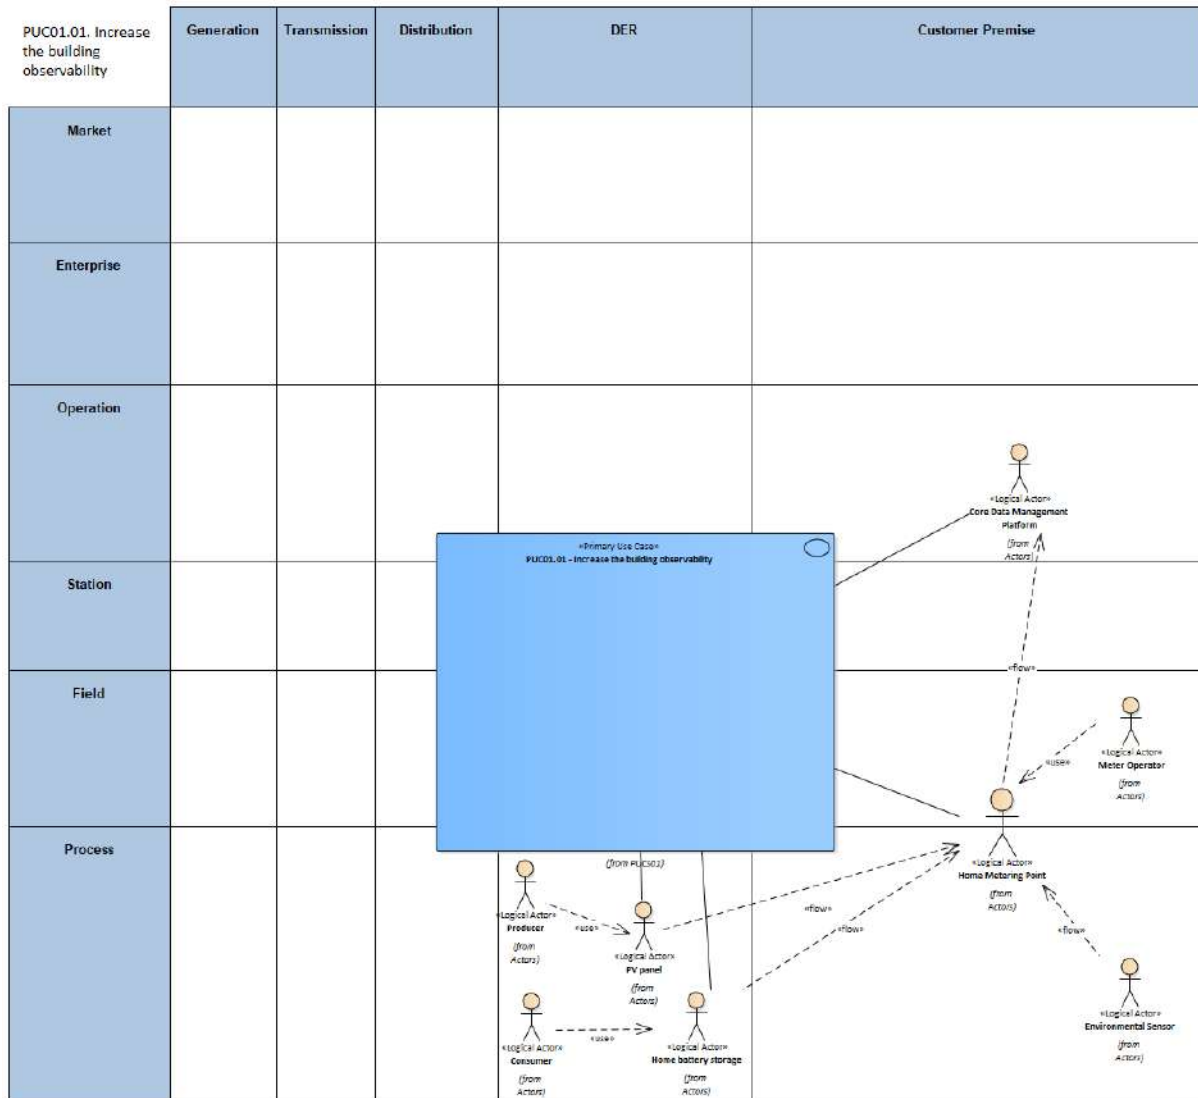 PUC01.01. Increase
the building
observability
Generation
Transmission
Distribution
DER
Customer Premise
Market
Enterprise
Operation
«Logical Actor»
Core Data Management
Platform
(from
Actors)
«Primary Use Case»
PUC01.01 - Increase the building observability
Station
«flow»
Field
«Logical Actor»
Meter Operator
(from
Actors)
«use»
Process
(from PUCS01)
«Logical Actor»
Home Metering Point
(from
Actors)
«Logical Actor»
Producer
(from
Actors)
«use»
«flow»
«flow»
«flow»
«Logical Actor»
PV panel
(from
Actors)
«Logical Actor»
Environmental Sensor
(from
Actors)
«Logical Actor»
Consumer
(from
Actors)
«use»
«Logical Actor»
Home battery storage
(from
Actors)